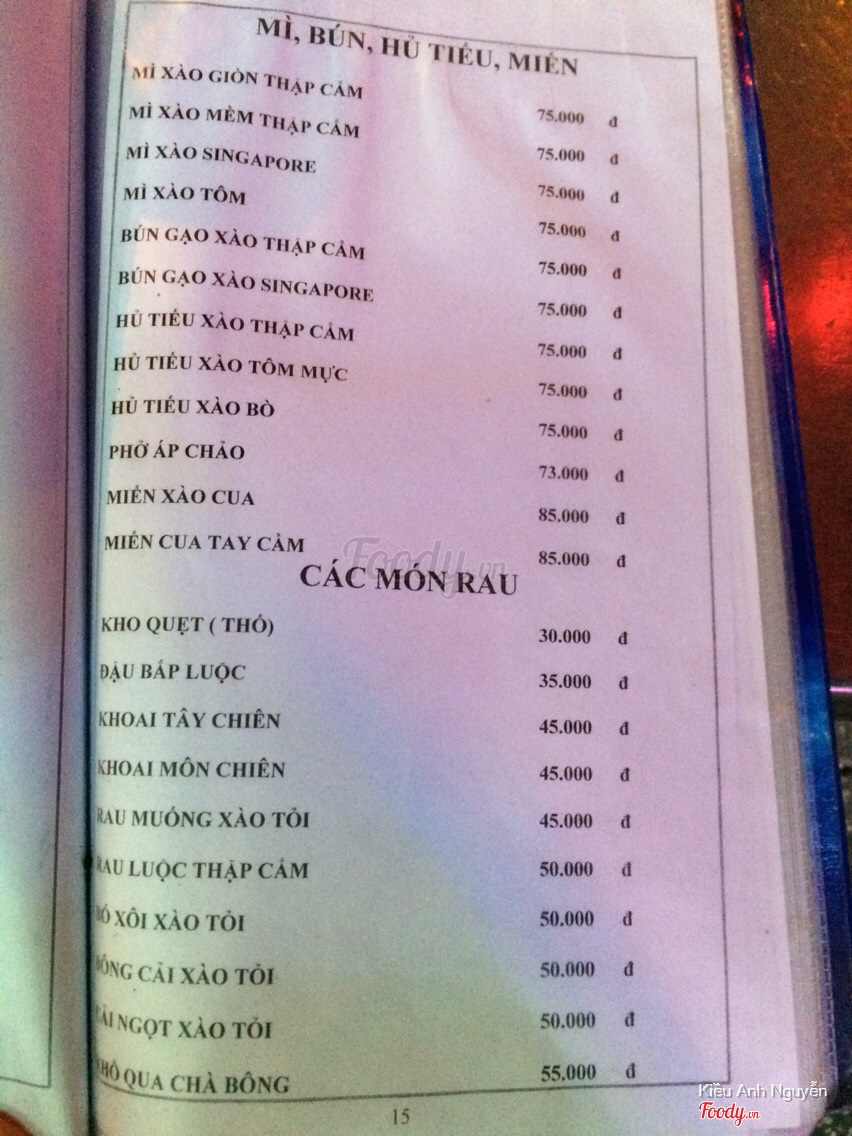 MÌ, BÚN, HỦ TIẾU, MIẾN
MÌ XÀO GIÒN THẬP CẨM 75.000 đ
MÌ XÀO MỀM THẬP CẨM 75.000 đ
MÌ XÀO SINGAPORE 75.000 đ
MÌ XÀO TÔM 75.000 đ
BÚN GẠO XÀO THẬP CẨM 75.000 đ
BÚN GẠO XÀO SINGAPORE 75.000 đ
HỦ TIẾU XÀO THẬP CẨM 75.000 đ
HỦ TIẾU XÀO TÔM MỰC 75.000 đ
HỦ TIẾU XÀO BÒ 75.000 đ
PHỞ ÁP CHẢO 73.000 đ
MIẾN XÀO CUA 85.000 đ
MIẾN CUA TAY CẦM 85.000 đ
Foody.vn
CÁC MÓN RAU
KHO QUẸT ( THỐ) 30.000 đ
ĐẬU BẮP LUỘC 35.000 đ
KHOAI TÂY CHIÊN 45.000 đ
KHOAI MÔN CHIÊN 45.000 đ
RAU MUỐNG XÀO TỎI 45.000 đ
RAU LUỘC THẬP CẨM 50.000 đ
BÓ XÔI XÀO TỎI 50.000 đ
BÔNG CẢI XÀO TỎI 50.000 đ
CẢI NGỌT XÀO TỎI 50.000 đ
KHỔ QUA CHÀ BÔNG 55.000 đ
15
Kiều Anh Nguyễn
Foody.vn